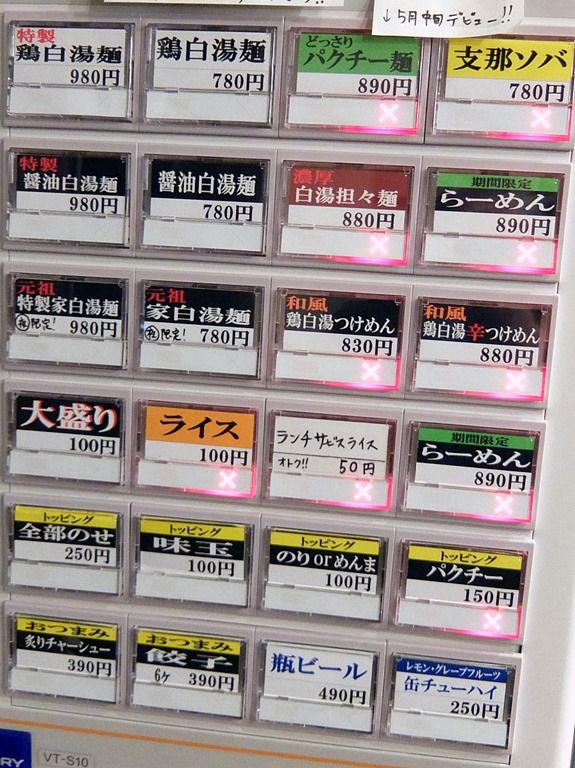 ↓5月中旬デビュー!!
特製
鶏白湯麺
980円
鶏白湯麺
780円
どっさり
パクチー麺
890円
支那ソバ
780円
特製
醤油白湯麺
980円
醤油白湯麺
780円
濃厚
白湯担々麺
880円
期間限定
らーめん
890円
元祖
特製家白湯麺
夜限定! 980円
元祖
家白湯麺
夜限定! 780円
和風
鶏白湯つけめん
830円
和風
鶏白湯辛つけめん
880円
大盛り
100円
ライス
100円
ランチサービスライス
オトク!! 50円
期間限定
らーめん
890円
トッピング
全部のせ
250円
トッピング
味玉
100円
トッピング
のりorめんま
100円
トッピング
パクチー
150円
おつまみ
炙りチャーシュー
390円
おつまみ
餃子
6ケ 390円
瓶ビール
490円
レモン・グレープフルーツ
缶チューハイ
250円
RY VT-S10